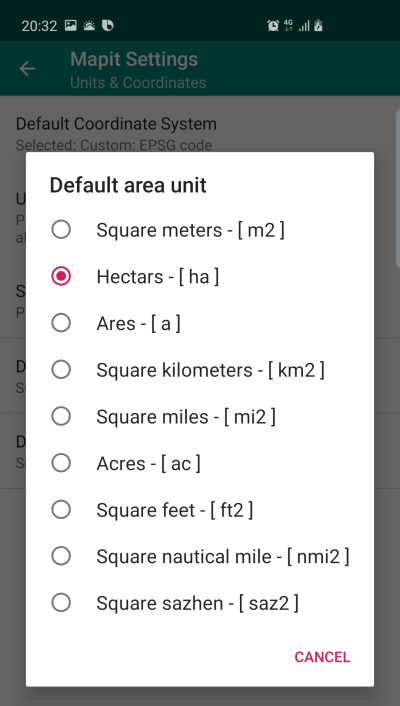 20:32 4G
Mapit Settings
Units & Coordinates
Default Coordinate System
Selected: Custom: EPSG code
Default area unit
Square meters - [ m2 ]
Hectars - [ ha ]
Ares - [ a ]
Square kilometers - [ km2 ]
Square miles - [ mi2 ]
Acres - [ ac ]
Square feet - [ ft2 ]
Square nautical mile - [ nmi2 ]
Square sazhen - [ saz2 ]
CANCEL